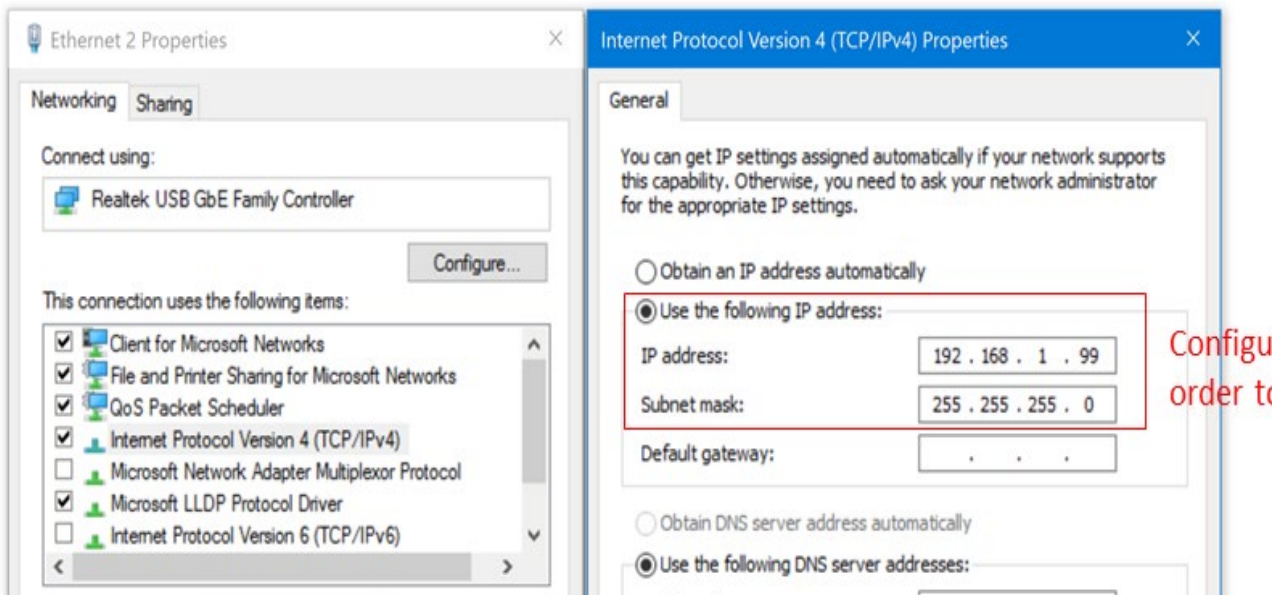 Ethernet 2 Properties
Networking
Sharing
Connect using:
Realtek USB GbE Family Controller
Configure...
This connection uses the following items:
Client for Microsoft Networks
File and Printer Sharing for Microsoft Networks
QoS Packet Scheduler
Internet Protocol Version 4 (TCP/IPv4)
Microsoft Network Adapter Multiplexor Protocol
Microsoft LLDP Protocol Driver
Internet Protocol Version 6 (TCP/IPv6)
Internet Protocol Version 4 (TCP/IPv4) Properties
General
You can get IP settings assigned automatically if your network supports
this capability. Otherwise, you need to ask your network administrator
for the appropriate IP settings.
Obtain an IP address automatically
Use the following IP address:
IP address: 192 . 168 . 1 . 99
Subnet mask: 255 . 255 . 255 . 0
Default gateway: . . .
Obtain DNS server address automatically
Use the following DNS server addresses:
order